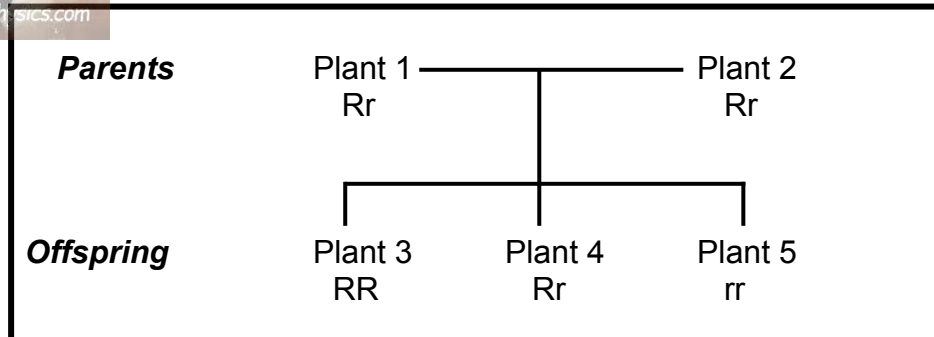 sics.com
Parents Plant 1 Plant 2
Rr Rr
Offspring Plant 3 Plant 4 Plant 5
RR Rr rr